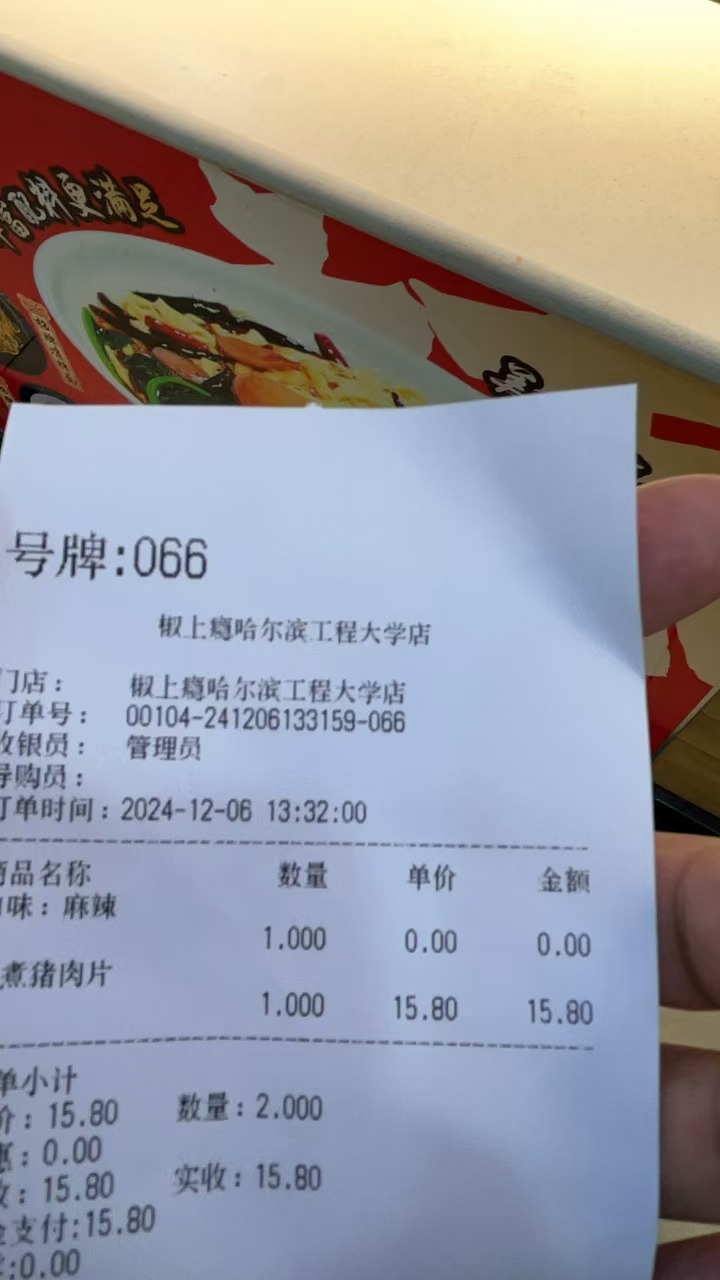 配料更满足
号牌:066
椒上瘾哈尔滨工程大学店
门店： 椒上瘾哈尔滨工程大学店
订单号： 00104-241206133159-066
收银员： 管理员
导购员：
订单时间：2024-12-06 13:32:00
商品名称 数量 单价 金额
口味：麻辣
1.000 0.00 0.00
煮猪肉片
1.000 15.80 15.80
单小计
价：15.80 数量：2.000
惠：0.00
收：15.80 实收：15.80
支付:15.80
:0.00